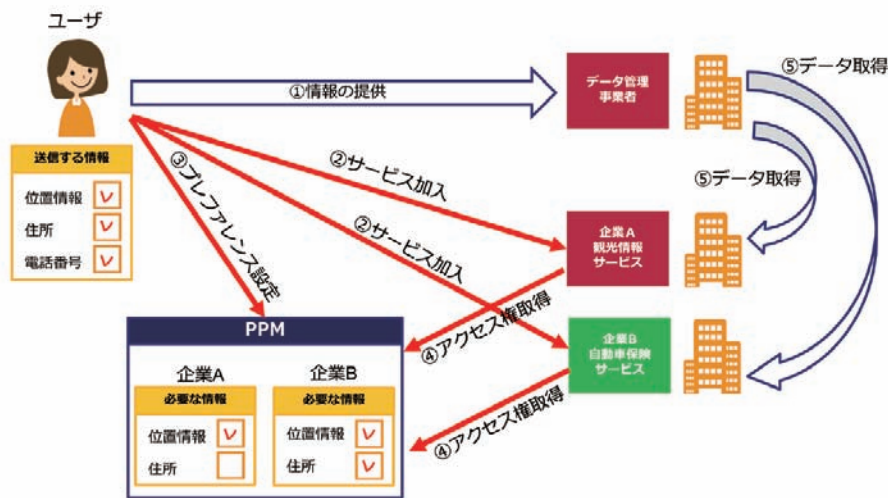 ユーザ
送信する情報
位置情報
住所
電話番号
①情報の提供
データ管理
事業者
⑤データ取得
⑤データ取得
②サービス加入
②サービス加入
③プレファレンス設定
企業A
観光情報
サービス
企業B
自動車保険
サービス
④アクセス権取得
④アクセス権取得
PPM
企業A
必要な情報
位置情報
住所
企業B
必要な情報
位置情報
住所